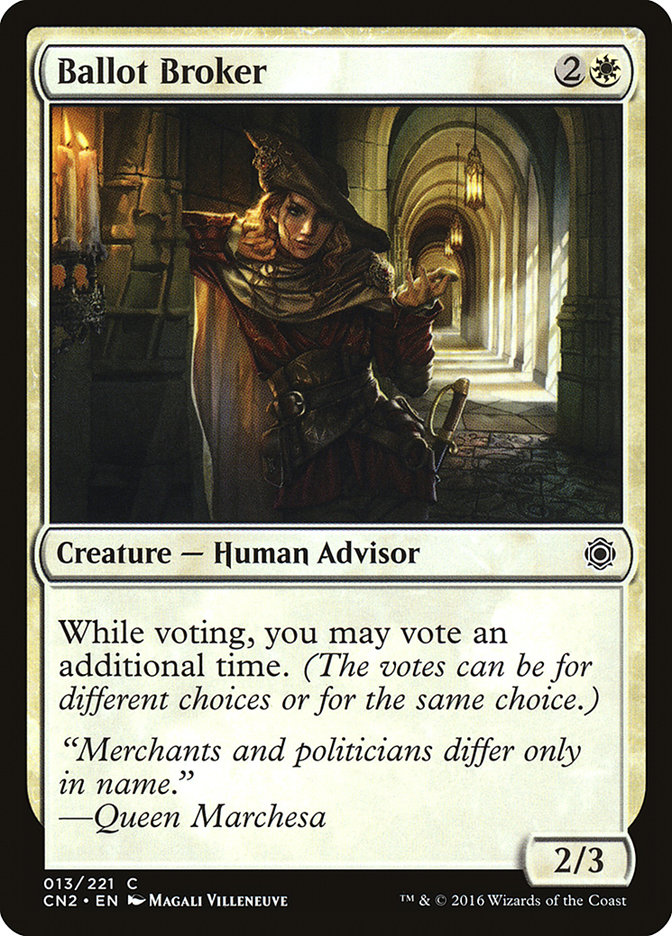 Ballot Broker 2
Creature — Human Advisor
While voting, you may vote an
additional time. (The votes can be for
different choices or for the same choice.)
“Merchants and politicians differ only
in name.”
—Queen Marchesa
2/3
013/221 C
CN2 • EN Magali Villeneuve
™ & © 2016 Wizards of the Coast